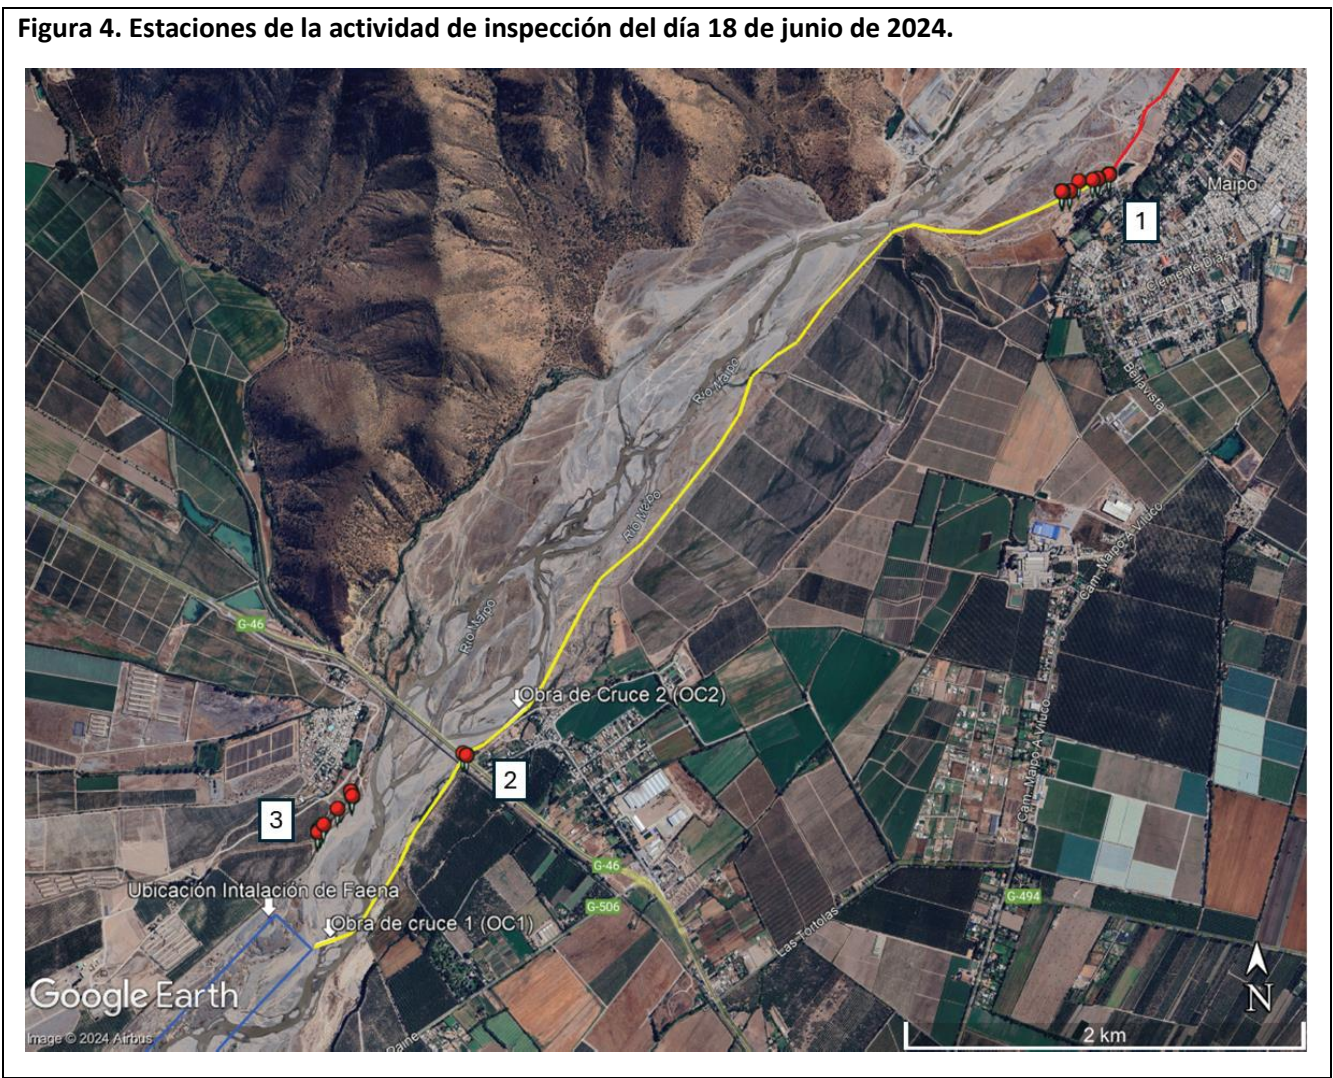 Figura 4. Estaciones de la actividad de inspección del día 18 de junio de 2024.
Maipo
1
Clemente Díaz
Bellavista
Río Maipo
Río Maipo
Cam. Maipo-A-Viluco
Río Maipo
G-46
Obra de Cruce 2 (OC2)
Cam. Maipo-A-Viluco
2
3
G-46
Ubicación Intalación de Faena
G-506
G-494
Obra de cruce 1 (OC1)
Las Tortolas
Google Earth
N
Image © 2024 Airbus
Paine
2 km